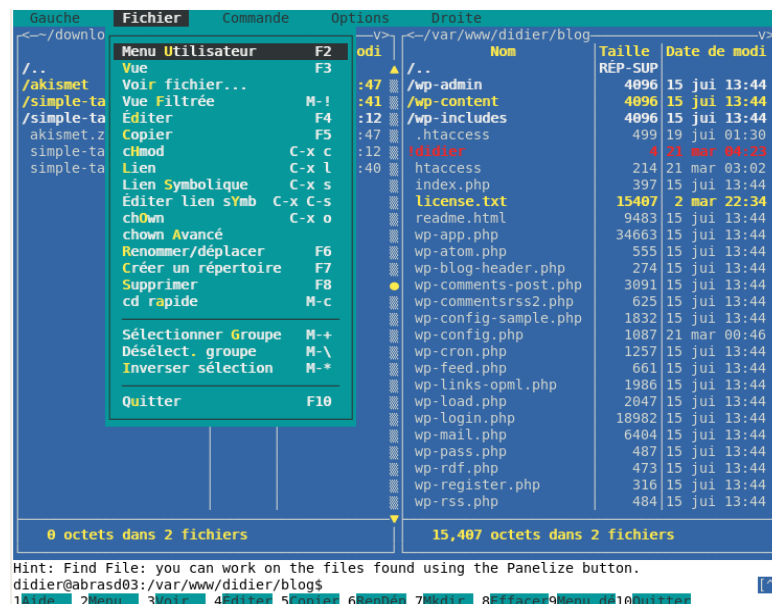 Gauche Fichier Commande Options Droite
<—~/downlo —v> <—/var/www/didier/blog —v>
Menu Utilisateur F2
Vue F3
Voir fichier...
Vue Filtrée M-!
Éditer F4
Copier F5
cHmod C-x c
Lien C-x l
Lien Symbolique C-x s
Éditer lien sYmb C-x C-s
chOwn C-x o
chown Avancé
Renommer/déplacer F6
Créer un répertoire F7
Supprimer F8
cd rapide M-c
Sélectionner Groupe M-+
Désélect. groupe M-\
Inverser sélection M-*
Quitter F10
/..
/akismet
/simple-ta
/simple-ta
akismet.z
simple-ta
simple-ta
odi
:47
:41
:12
:47
:12
:40
0 octets dans 2 fichiers
Nom Taille Date de modi
/.. RÉP-SUP
/wp-admin 4096 15 jui 13:44
/wp-content 4096 15 jui 13:44
/wp-includes 4096 15 jui 13:44
.htaccess 499 19 jui 01:30
!didier 4 21 mar 04:23
htaccess 214 21 mar 03:02
index.php 397 15 jui 13:44
license.txt 15407 2 mar 22:34
readme.html 9483 15 jui 13:44
wp-app.php 34663 15 jui 13:44
wp-atom.php 555 15 jui 13:44
wp-blog-header.php 274 15 jui 13:44
wp-comments-post.php 3091 15 jui 13:44
wp-commentsrss2.php 625 15 jui 13:44
wp-config-sample.php 1832 15 jui 13:44
wp-config.php 1087 21 mar 00:46
wp-cron.php 1257 15 jui 13:44
wp-feed.php 661 15 jui 13:44
wp-links-opml.php 1986 15 jui 13:44
wp-load.php 2047 15 jui 13:44
wp-login.php 18982 15 jui 13:44
wp-mail.php 6404 15 jui 13:44
wp-pass.php 487 15 jui 13:44
wp-rdf.php 473 15 jui 13:44
wp-register.php 316 15 jui 13:44
wp-rss.php 484 15 jui 13:44
15,407 octets dans 2 fichiers
Hint: Find File: you can work on the files found using the Panelize button.
didier@abrasd03:/var/www/didier/blog$ [^
1Aide 2Menu 3Voir 4Editer 5Copier 6RenDép 7Mkdir 8Effacer 9Menu dé 10Quitter